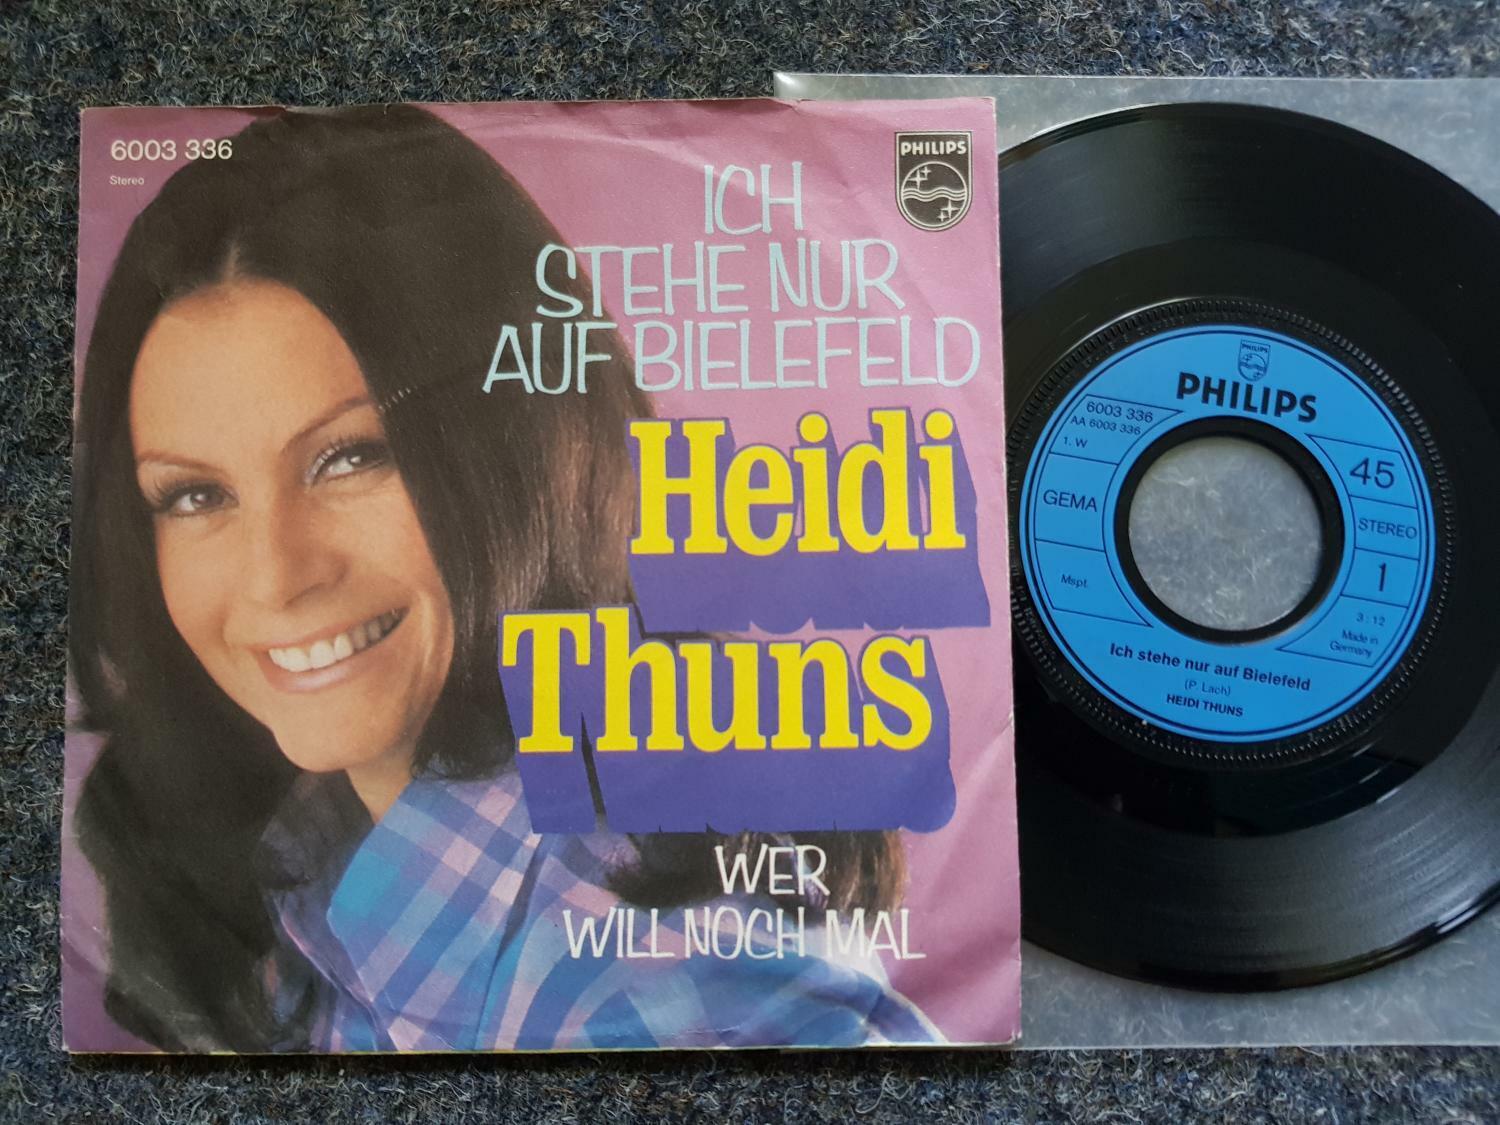 6003 336
Stereo
PHILIPS
ICH
STEHE NUR
AUF BIELEFELD
Heidi
Thuns
WER
WILL NOCH MAL
PHILIPS
PHILIPS
6003 336
AA 6003 336
1. W
GEMA
Mspt.
45
STEREO
1
3:12
Made in
Germany
Ich stehe nur auf Bielefeld
(P. Lach)
HEIDI THUNS